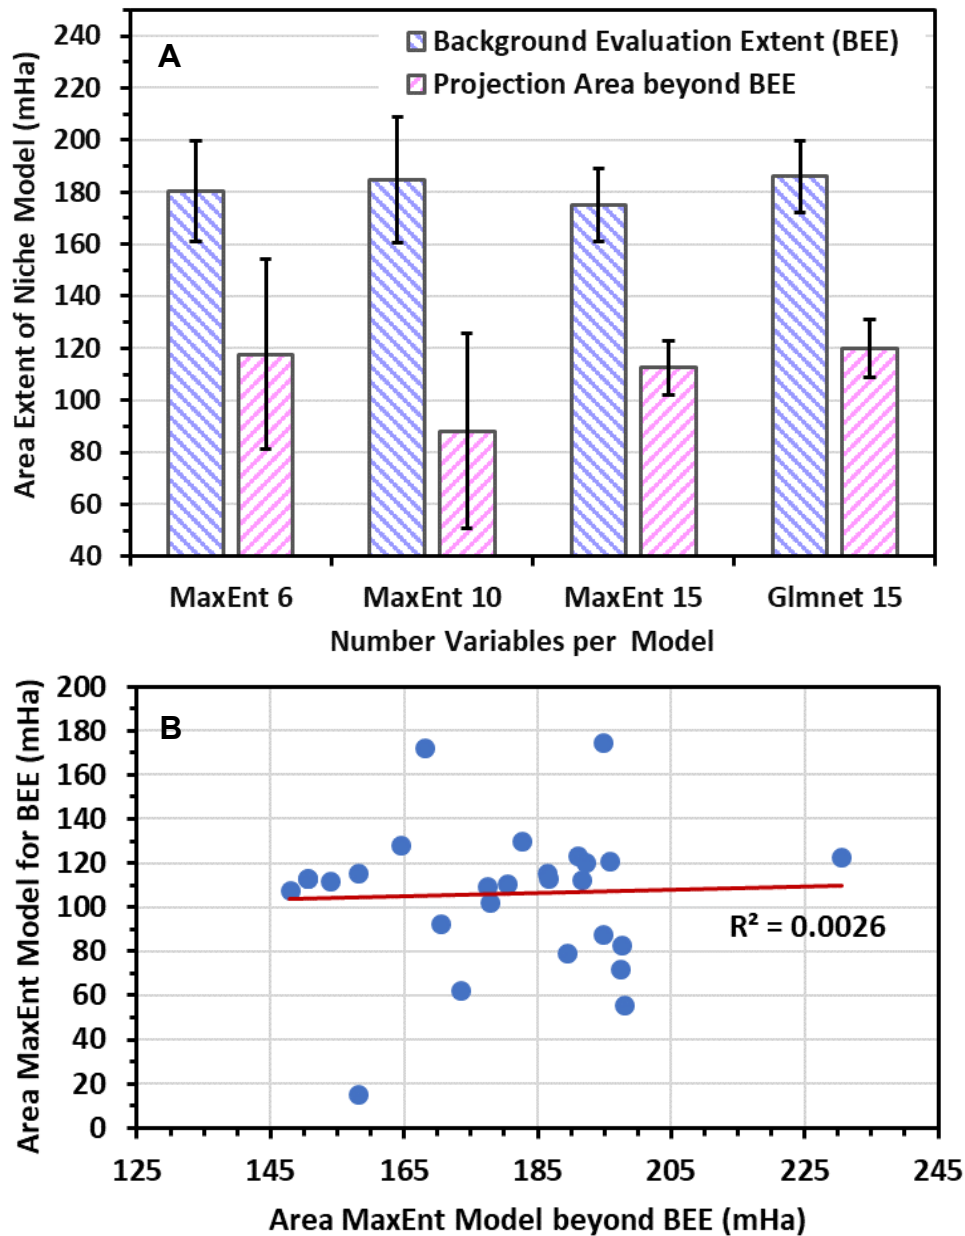 A
Background Evaluation Extent (BEE)
Projection Area beyond BEE
Area Extent of Niche Model (mHa)
240
220
200
180
160
140
120
100
80
60
40
MaxEnt 6 MaxEnt 10 MaxEnt 15 Glmnet 15
Number Variables per Model
B
Area MaxEnt Model for BEE (mHa)
200
180
160
140
120
100
80
60
40
20
0
R² = 0.0026
125 145 165 185 205 225 245
Area MaxEnt Model beyond BEE (mHa)